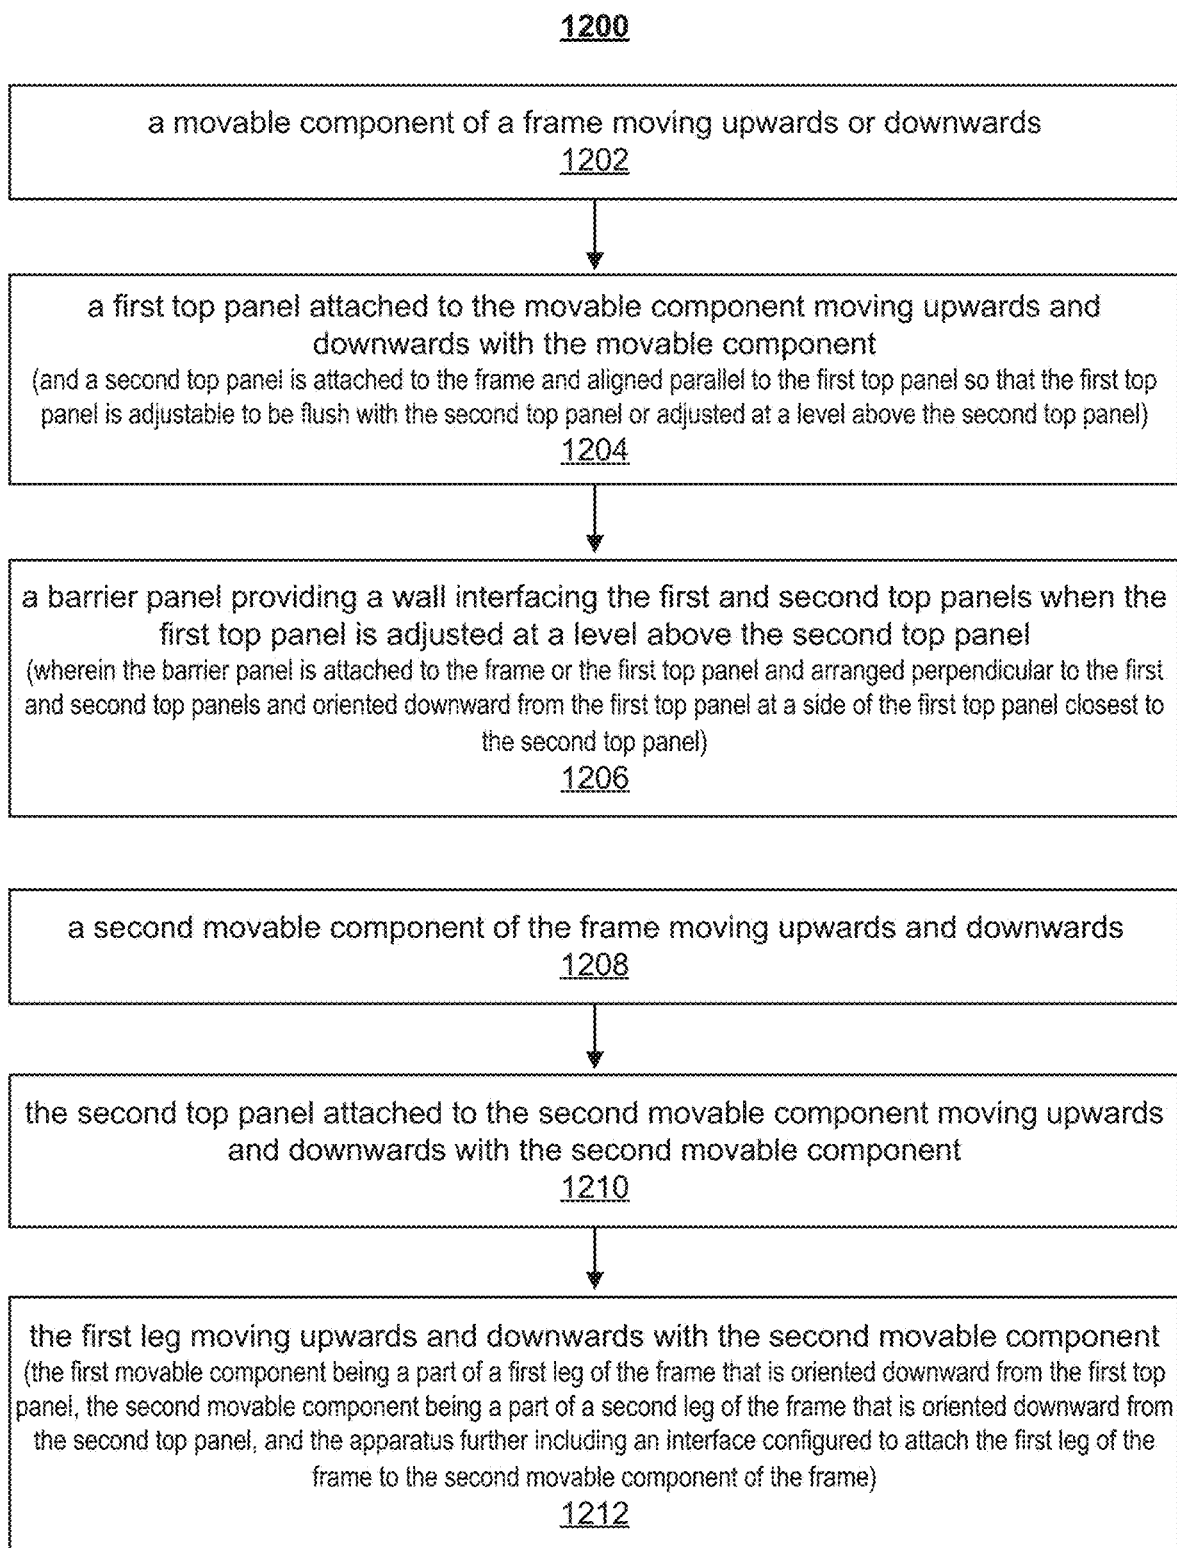 1200
a movable component of a frame moving upwards or downwards
1202
a first top panel attached to the movable component moving upwards and
downwards with the movable component
(and a second top panel is attached to the frame and aligned parallel to the first top panel so that the first top
panel is adjustable to be flush with the second top panel or adjusted at a level above the second top panel)
1204
a barrier panel providing a wall interfacing the first and second top panels when the
first top panel is adjusted at a level above the second top panel
(wherein the barrier panel is attached to the frame or the first top panel and arranged perpendicular to the first
and second top panels and oriented downward from the first top panel at a side of the first top panel closest to
the second top panel)
1206
a second movable component of the frame moving upwards and downwards
1208
the second top panel attached to the second movable component moving upwards
and downwards with the second movable component
1210
the first leg moving upwards and downwards with the second movable component
(the first movable component being a part of a first leg of the frame that is oriented downward from the first top
panel, the second movable component being a part of a second leg of the frame that is oriented downward from
the second top panel, and the apparatus further including an interface configured to attach the first leg of the
frame to the second movable component of the frame)
1212